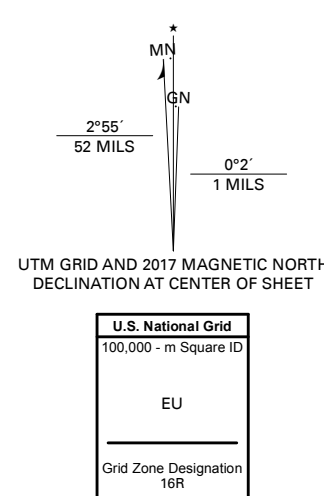 ★
MN
GN
2°55´
52 MILS
0°2´
1 MILS
UTM GRID AND 2017 MAGNETIC NORTH
DECLINATION AT CENTER OF SHEET
U.S. National Grid
100,000 - m Square ID
EU
Grid Zone Designation
16R